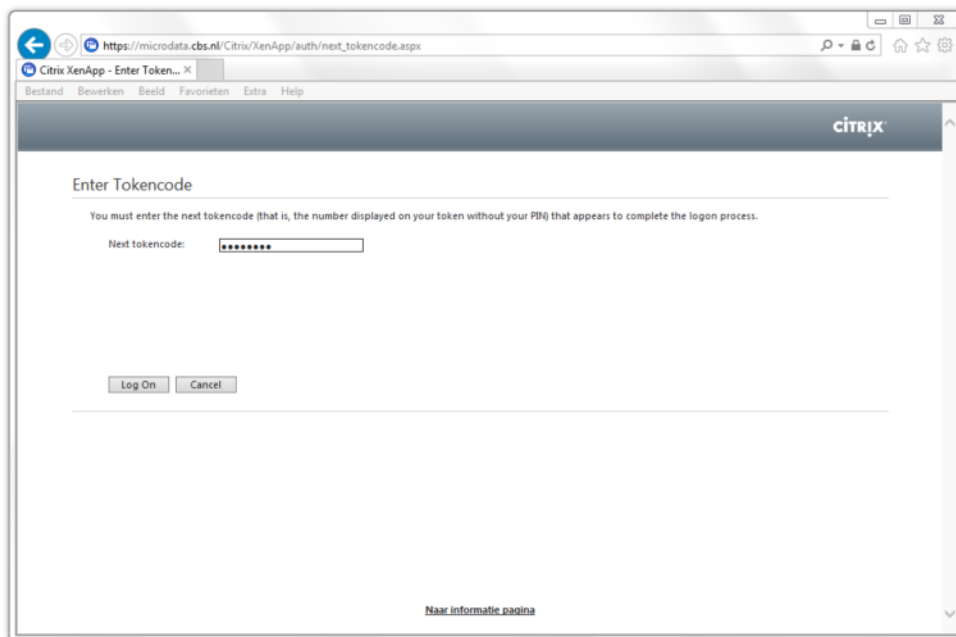 https://microdata.cbs.nl/Citrix/XenApp/auth/next_tokencode.aspx
Citrix XenApp - Enter Token...
Bestand Bewerken Beeld Favorieten Extra Help
CITRIX
Enter Tokencode
You must enter the next tokencode (that is, the number displayed on your token without your PIN) that appears to complete the logon process.
Next tokencode: ••••••••
Log On Cancel
Naar informatie pagina